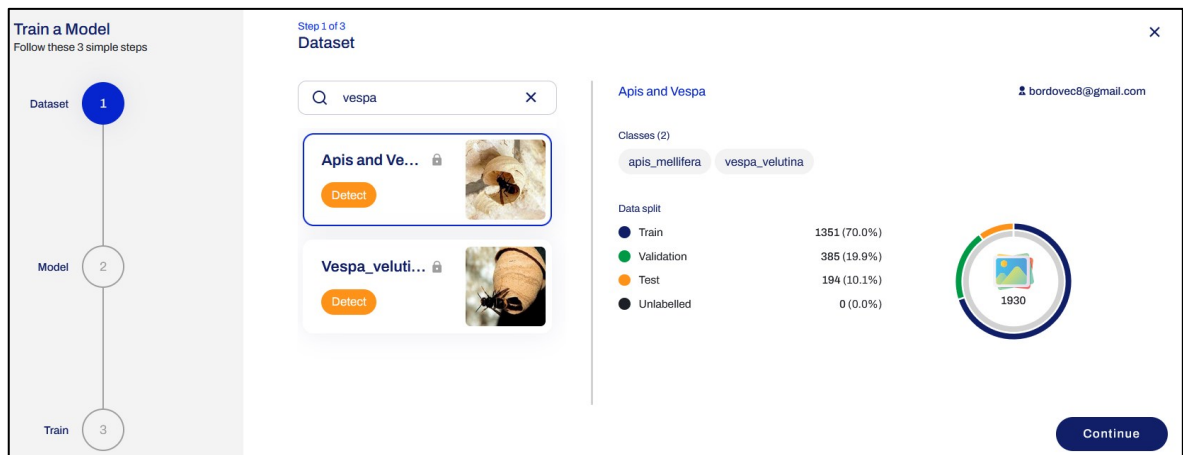 Train a Model
Follow these 3 simple steps
Dataset 1
Model 2
Train 3
Step 1 of 3
Dataset
vespa
Apis and Ve...
Detect
Vespa_veluti...
Detect
Apis and Vespa
bordovec8@gmail.com
Classes (2)
apis_mellifera vespa_velutina
Data split
Train 1351 (70.0%)
Validation 385 (19.9%)
Test 194 (10.1%)
Unlabelled 0 (0.0%)
1930
Continue